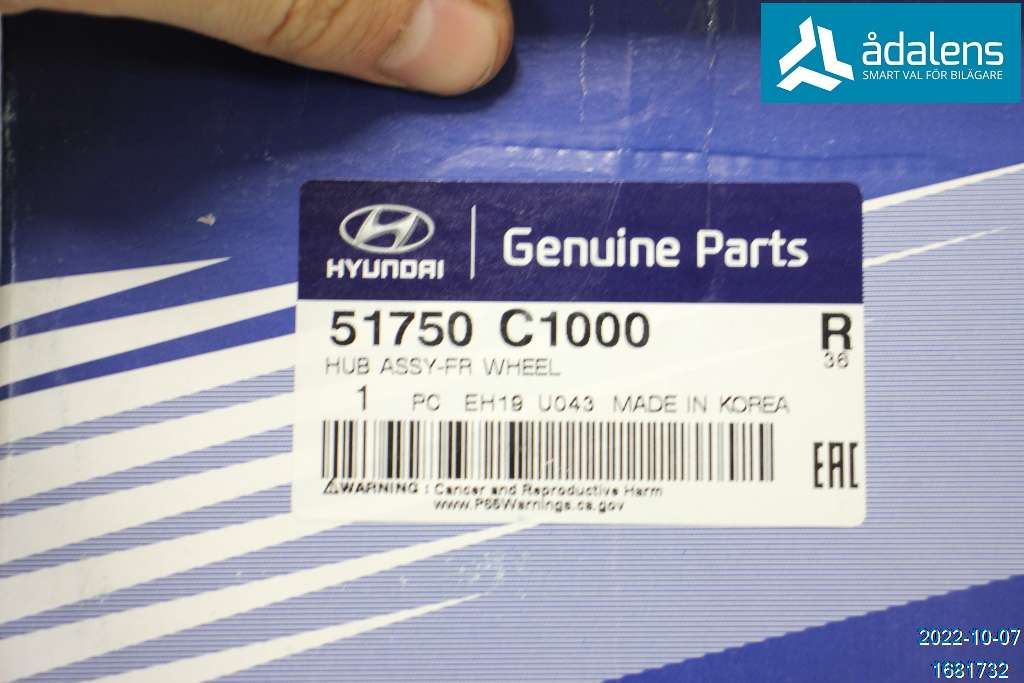 ådalens
SMART VAL FÖR BILÄGARE
HYUNDAI
Genuine Parts
51750 C1000
R
36
HUB ASSY-FR WHEEL
1 PC EH19 U043 MADE IN KOREA
EAC
⚠WARNING : Cancer and Reproductive Harm
www.P65Warnings.ca.gov
2022-10-07
1681732